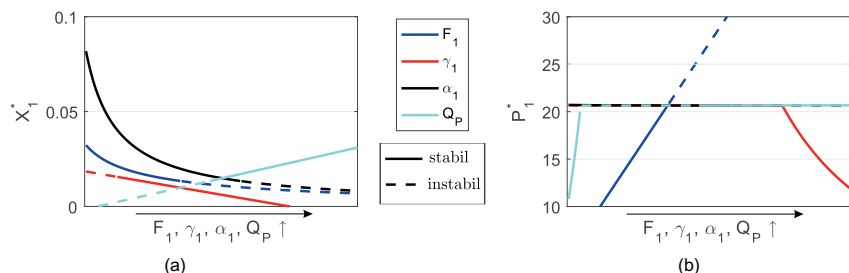 0.1
0.05
0
X*1
F1, γ1, α1, QP ↑
(a)
F1
γ1
α1
QP
stabil
instabil
30
25
20
15
10
P*1
F1, γ1, α1, QP ↑
(b)